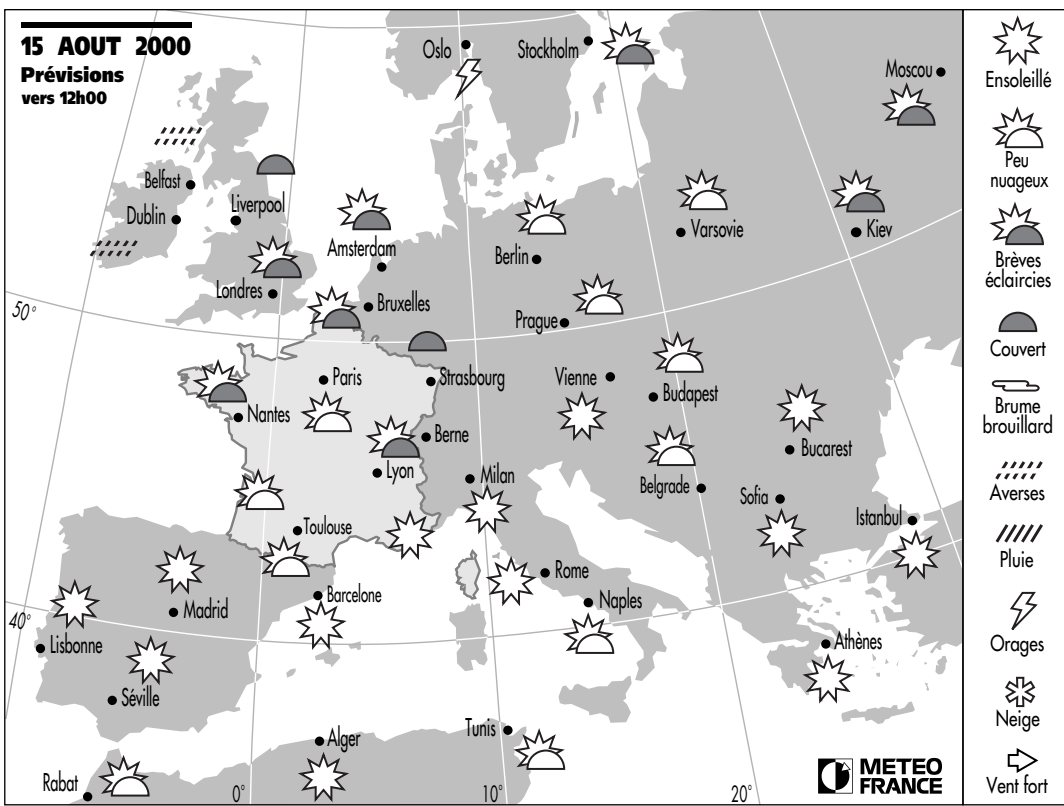 15 AOUT 2000
Prévisions
vers 12h00
Oslo
Stockholm
Moscou
Belfast
Dublin
Liverpool
Amsterdam
Londres
Bruxelles
Berlin
Varsovie
Kiev
50°
Prague
Paris
Strasbourg
Vienne
Budapest
Nantes
Berne
Lyon
Milan
Bucarest
Belgrade
Sofia
Istanbul
Toulouse
Barcelone
Rome
Naples
Madrid
40°
Lisbonne
Athènes
Séville
Tunis
Alger
Rabat
0°
10°
20°
METEO
FRANCE
Ensoleillé
Peu
nuageux
Brèves
éclaircies
Couvert
Brume
brouillard
Averses
Pluie
Orages
Neige
Vent fort